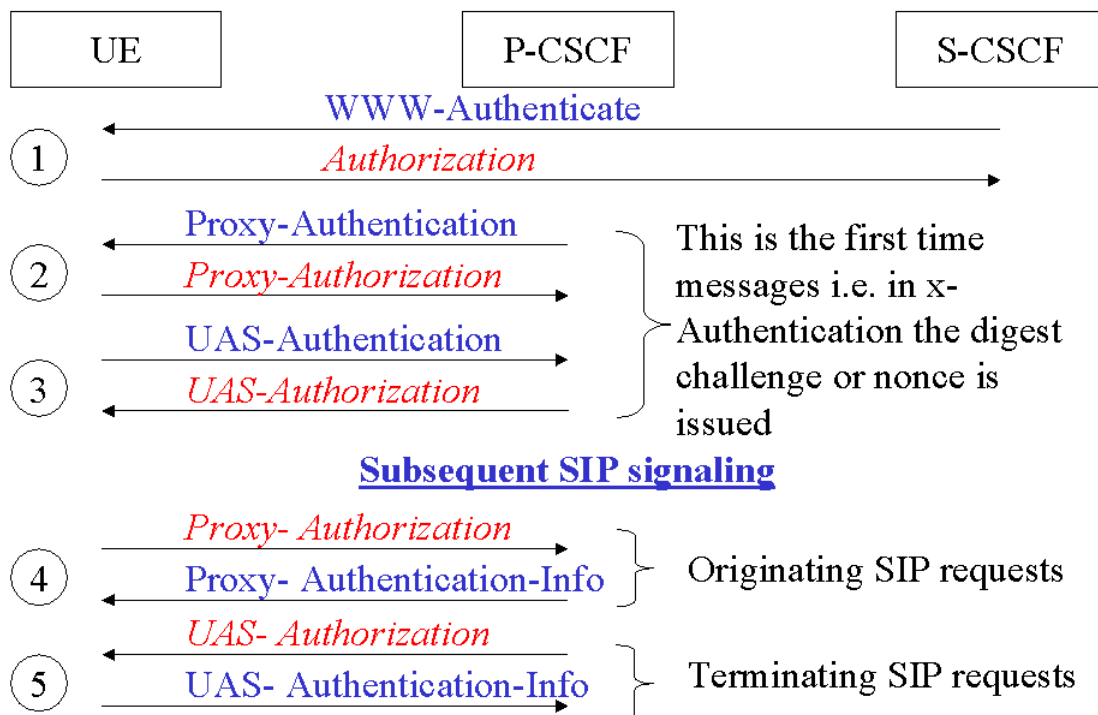 UE
P-CSCF
S-CSCF
WWW-Authenticate
1
Authorization
Proxy-Authentication
2
Proxy-Authorization
UAS-Authentication
3
UAS-Authorization
This is the first time
messages i.e. in x-
Authentication the digest
challenge or nonce is
issued
Subsequent SIP signaling
Proxy- Authorization
4
Proxy- Authentication-Info
Originating SIP requests
UAS- Authorization
5
UAS- Authentication-Info
Terminating SIP requests